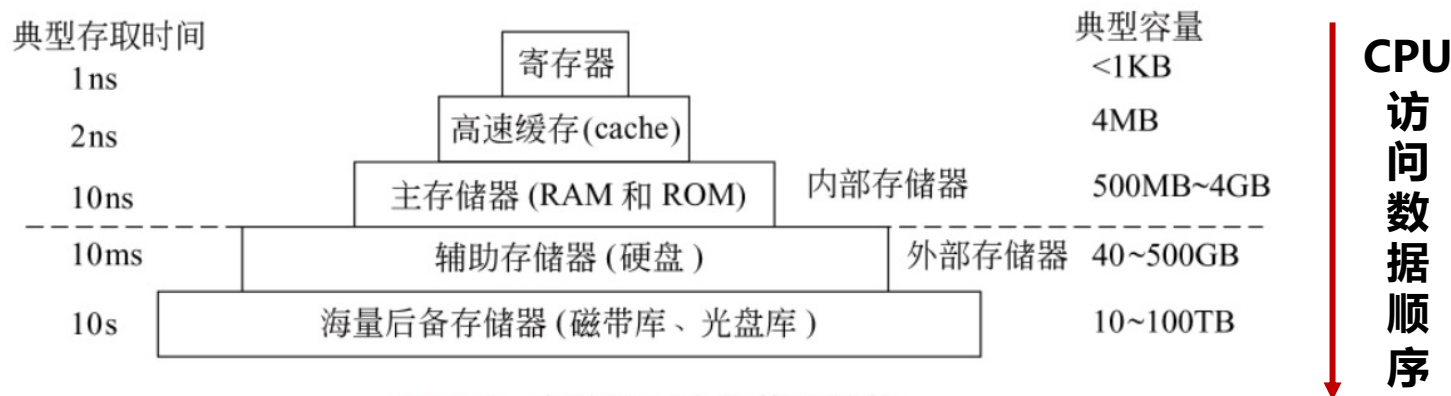 典型存取时间 典型容量
1ns 寄存器 <1KB
2ns 高速缓存(cache) 4MB
10ns 主存储器 (RAM 和 ROM) 内部存储器 500MB~4GB
10ms 辅助存储器 (硬盘) 外部存储器 40~500GB
10s 海量后备存储器 (磁带库、光盘库) 10~100TB
CPU
访
问
数
据
顺
序